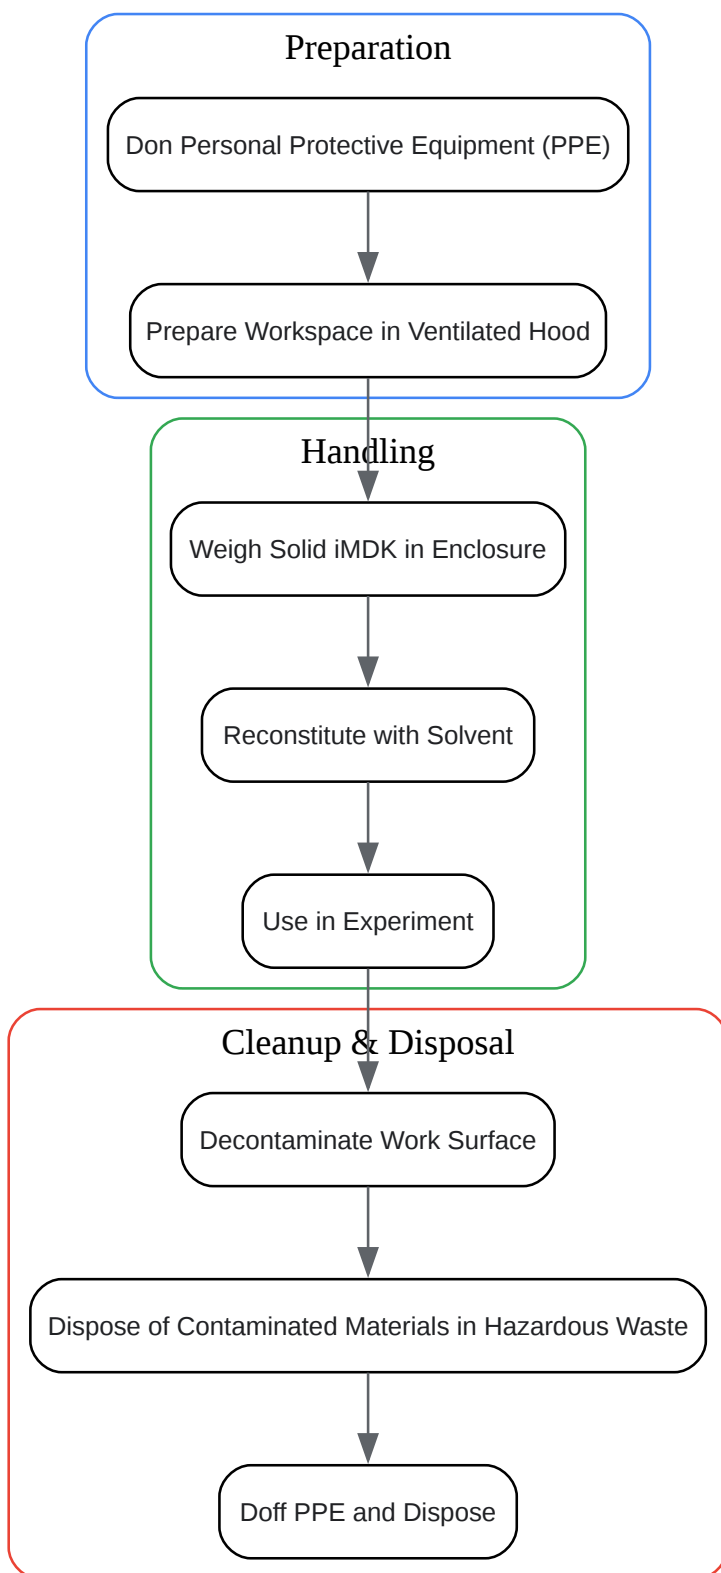 Preparation
Don Personal Protective Equipment (PPE)
Prepare Workspace in Ventilated Hood
Handling
Weigh Solid iMDK in Enclosure
Reconstitute with Solvent
Use in Experiment
Cleanup & Disposal
Decontaminate Work Surface
Dispose of Contaminated Materials in Hazardous Waste
Doff PPE and Dispose